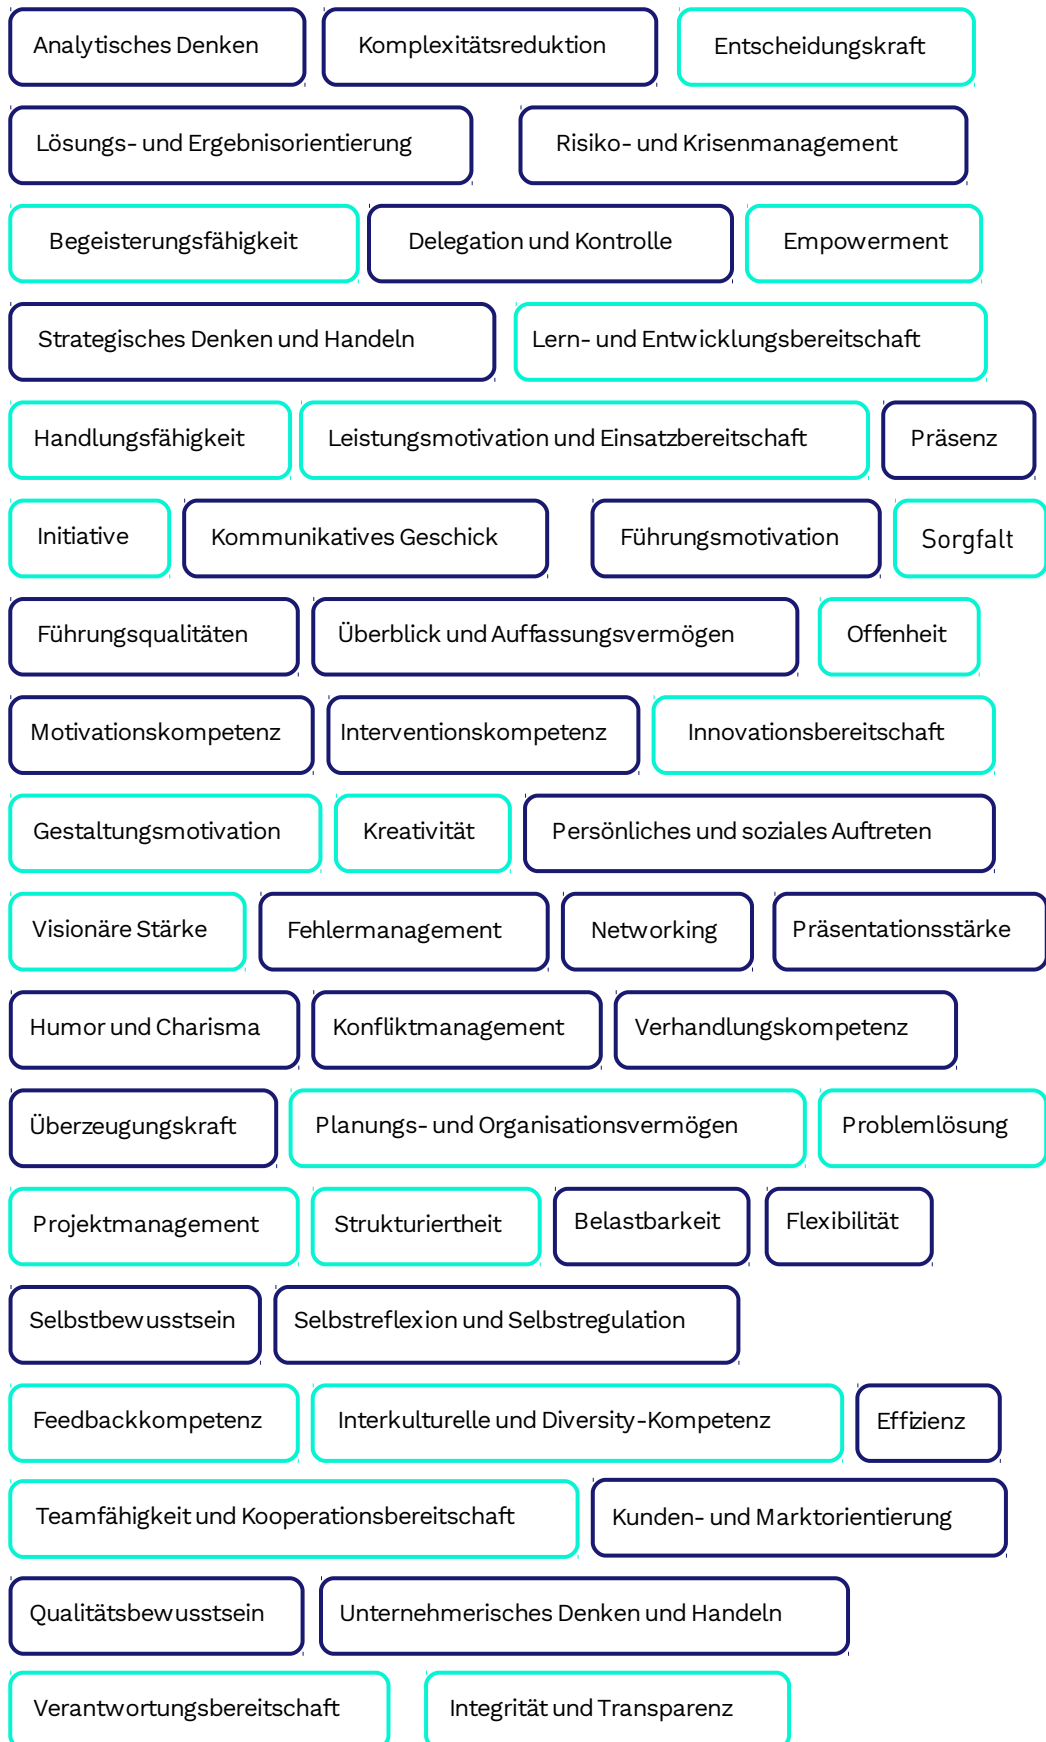 Analytisches Denken Komplexitätsreduktion Entscheidungskraft
Lösungs- und Ergebnisorientierung Risiko- und Krisenmanagement
Begeisterungsfähigkeit Delegation und Kontrolle Empowerment
Strategisches Denken und Handeln Lern- und Entwicklungsbereitschaft
Handlungsfähigkeit Leistungsmotivation und Einsatzbereitschaft Präsenz
Initiative Kommunikatives Geschick Führungsmotivation Sorgfalt
Führungsqualitäten Überblick und Auffassungsvermögen Offenheit
Motivationskompetenz Interventionskompetenz Innovationsbereitschaft
Gestaltungsmotivation Kreativität Persönliches und soziales Auftreten
Visionäre Stärke Fehlermanagement Networking Präsentationsstärke
Humor und Charisma Konfliktmanagement Verhandlungskompetenz
Überzeugungskraft Planungs- und Organisationsvermögen Problemlösung
Projektmanagement Strukturiertheit Belastbarkeit Flexibilität
Selbstbewusstsein Selbstreflexion und Selbstregulation
Feedbackkompetenz Interkulturelle und Diversity-Kompetenz Effizienz
Teamfähigkeit und Kooperationsbereitschaft Kunden- und Marktorientierung
Qualitätsbewusstsein Unternehmerisches Denken und Handeln
Verantwortungsbereitschaft Integrität und Transparenz